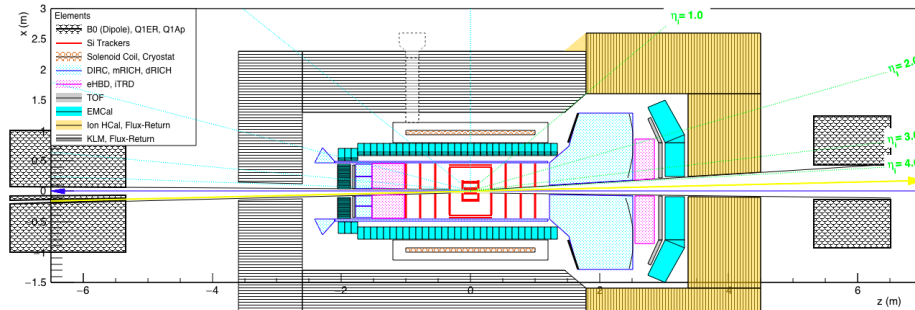 x (m)
3
2.5
2
1.5
1
0.5
0
-0.5
-1
-1.5
Elements
B0 (Dipole), Q1ER, Q1Ap
Si Trackers
Solenoid Coil, Cryostat
DIRC, mRICH, dRICH
eHBD, iTRD
TOF
EMCal
Ion HCal, Flux-Return
KLM, Flux-Return
η = 1.0
η = 2.0
η = 3.0
η = 4.0
−6
−4
−2
0
2
4
6
z (m)